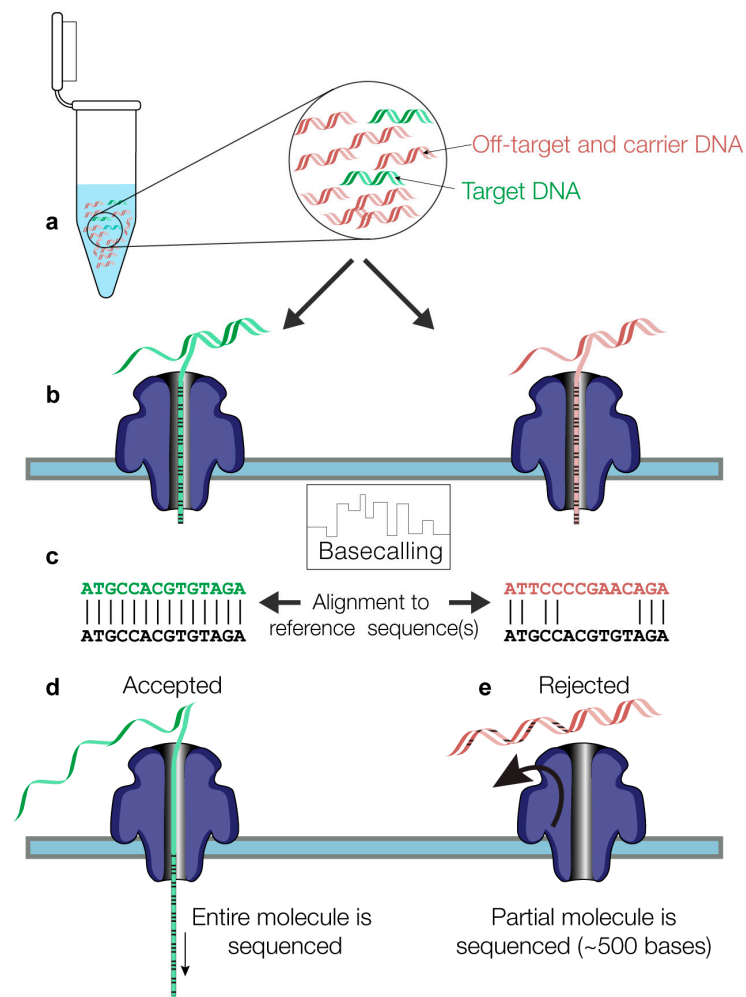 Off-target and carrier DNA
Target DNA
a
b
Basecalling
c
ATGCCACGTGTAGA
ATGCCACGTGTAGA
Alignment to
reference sequence(s)
ATTCCCCGAACAGA
ATGCCACGTGTAGA
d
Accepted
e
Rejected
Entire molecule is
sequenced
Partial molecule is
sequenced (~500 bases)